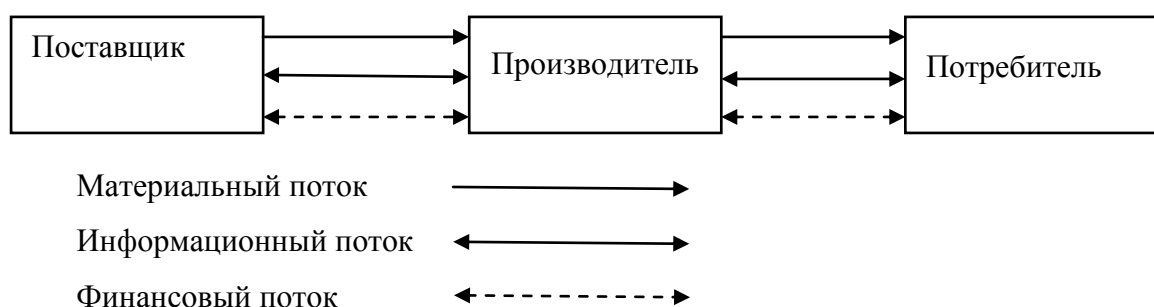 Поставщик
Производитель
Потребитель
Материальный поток
Информационный поток
Финансовый поток